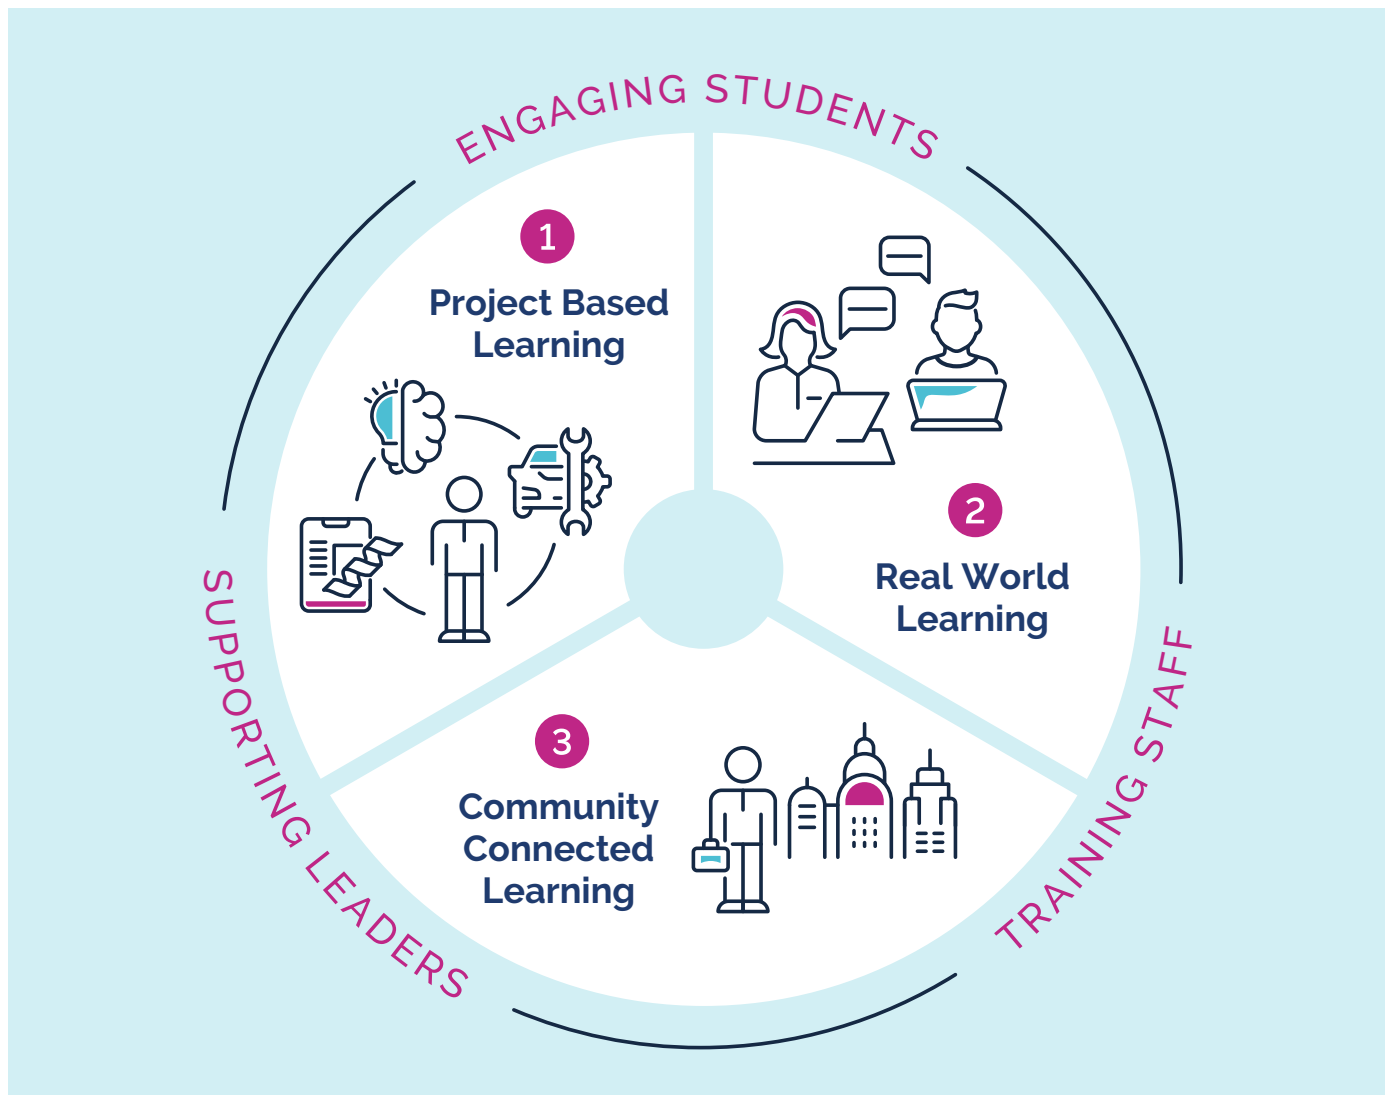 ENGAGING STUDENTS
1
Project Based
Learning
2
Real World
Learning
3
Community
Connected
Learning
SUPPORTING LEADERS
TRAINING STAFF